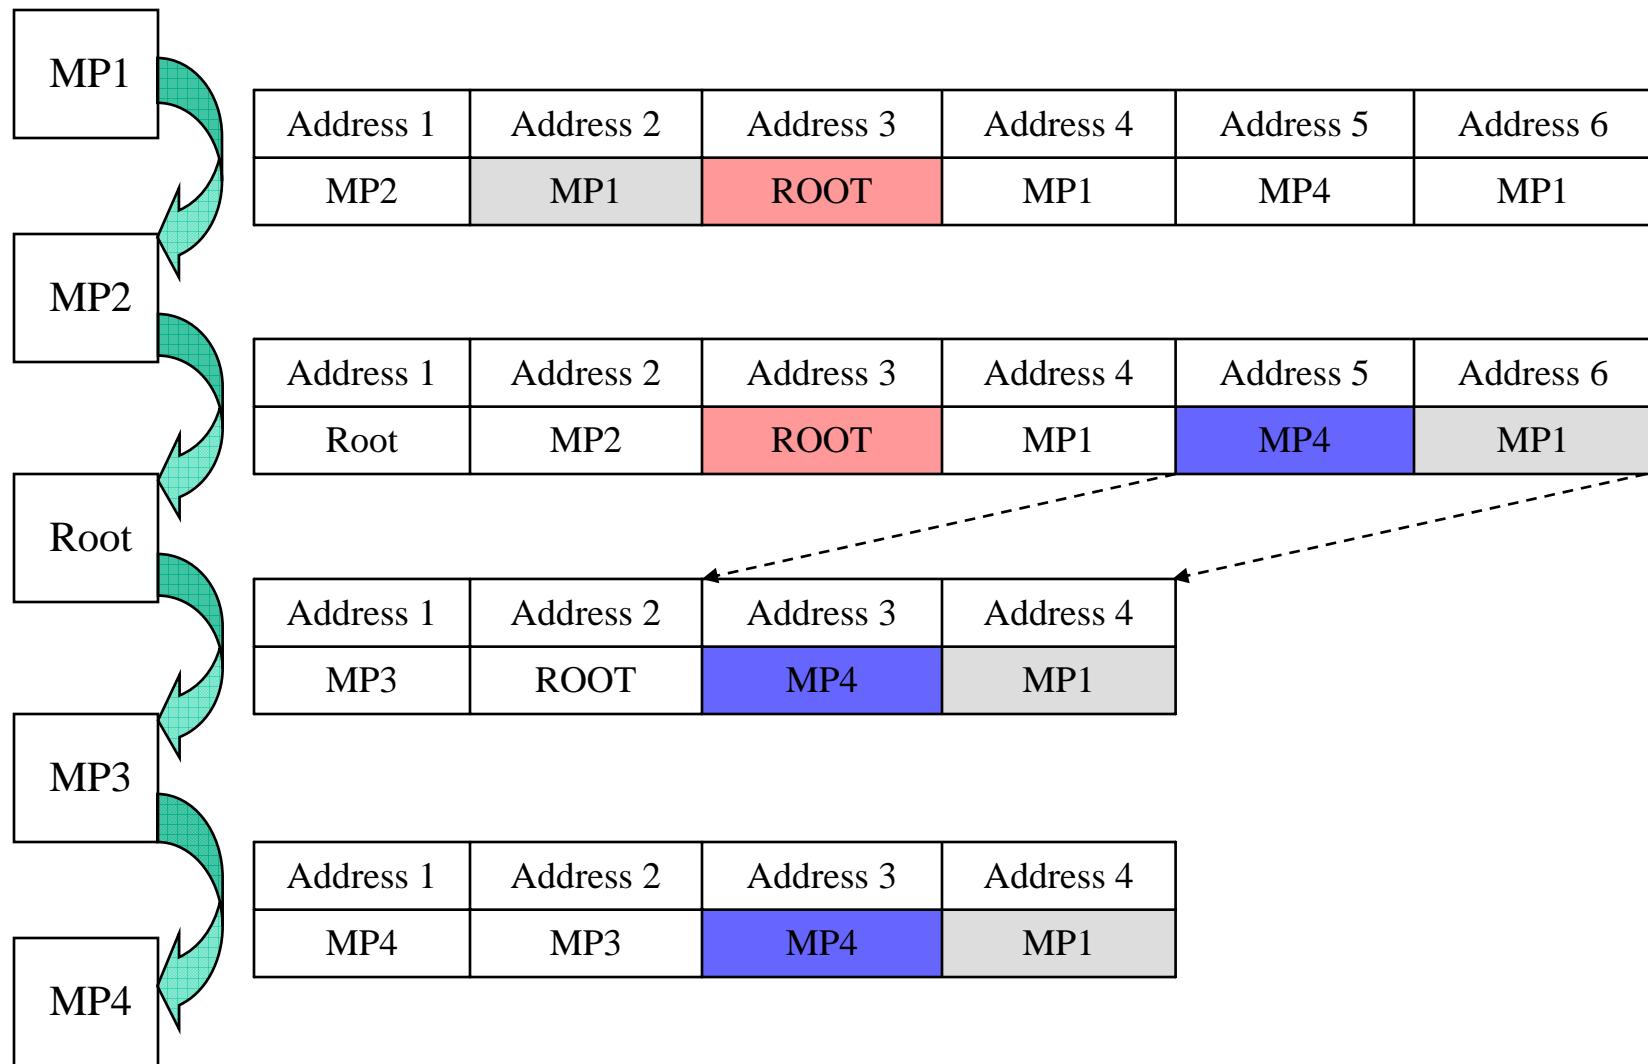 MP1
Address 1 Address 2 Address 3 Address 4 Address 5 Address 6
MP2 MP1 ROOT MP1 MP4 MP1
MP2
Address 1 Address 2 Address 3 Address 4 Address 5 Address 6
Root MP2 ROOT MP1 MP4 MP1
Root
Address 1 Address 2 Address 3 Address 4
MP3 ROOT MP4 MP1
MP3
Address 1 Address 2 Address 3 Address 4
MP4 MP3 MP4 MP1
MP4